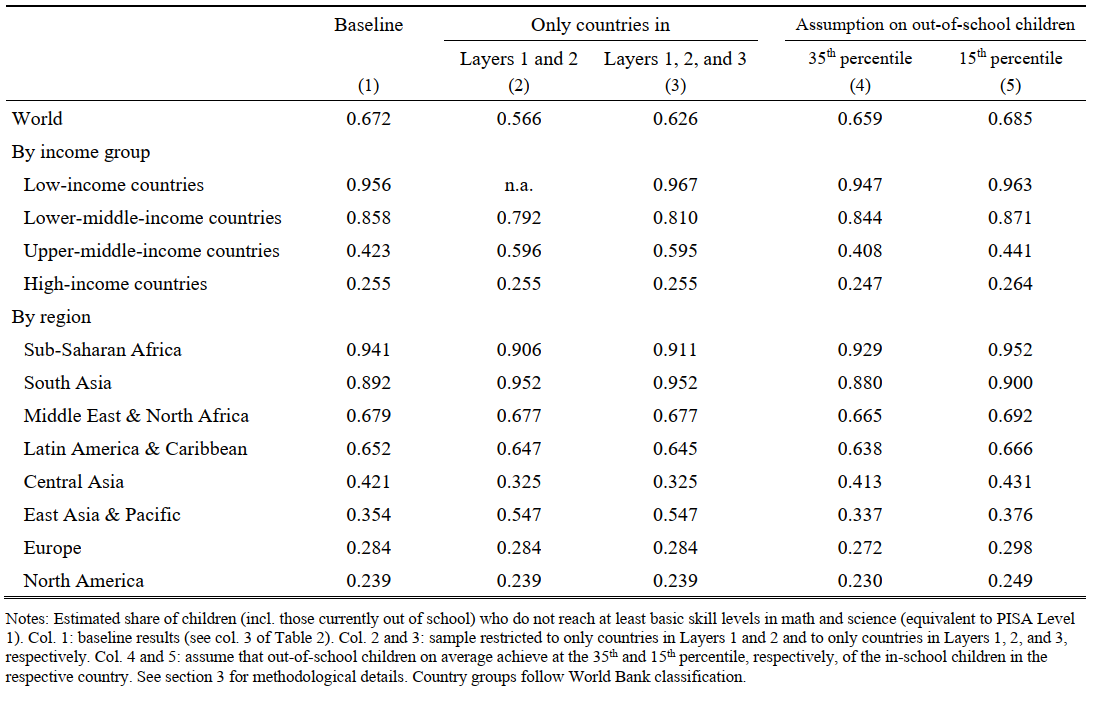 Baseline Only countries in Assumption on out-of-school children
Layers 1 and 2 Layers 1, 2, and 3 35th percentile 15th percentile
(1) (2) (3) (4) (5)
World 0.672 0.566 0.626 0.659 0.685
By income group
Low-income countries 0.956 n.a. 0.967 0.947 0.963
Lower-middle-income countries 0.858 0.792 0.810 0.844 0.871
Upper-middle-income countries 0.423 0.596 0.595 0.408 0.441
High-income countries 0.255 0.255 0.255 0.247 0.264
By region
Sub-Saharan Africa 0.941 0.906 0.911 0.929 0.952
South Asia 0.892 0.952 0.952 0.880 0.900
Middle East & North Africa 0.679 0.677 0.677 0.665 0.692
Latin America & Caribbean 0.652 0.647 0.645 0.638 0.666
Central Asia 0.421 0.325 0.325 0.413 0.431
East Asia & Pacific 0.354 0.547 0.547 0.337 0.376
Europe 0.284 0.284 0.284 0.272 0.298
North America 0.239 0.239 0.239 0.230 0.249
Notes: Estimated share of children (incl. those currently out of school) who do not reach at least basic skill levels in math and science (equivalent to PISA Level
1). Col. 1: baseline results (see col. 3 of Table 2). Col. 2 and 3: sample restricted to only countries in Layers 1 and 2 and to only countries in Layers 1, 2, and 3,
respectively. Col. 4 and 5: assume that out-of-school children on average achieve at the 35th and 15th percentile, respectively, of the in-school children in the
respective country. See section 3 for methodological details. Country groups follow World Bank classification.